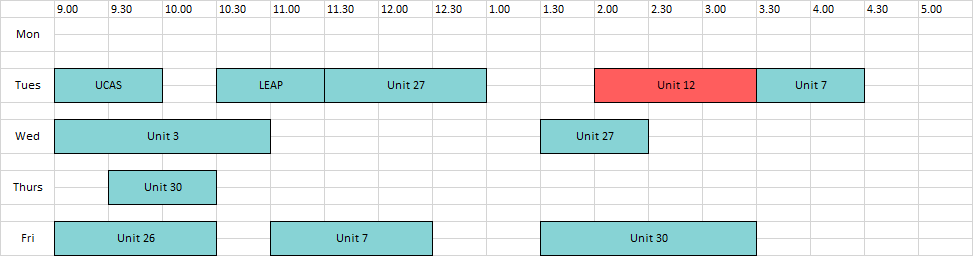 9.00 9.30 10.00 10.30 11.00 11.30 12.00 12.30 1.00 1.30 2.00 2.30 3.00 3.30 4.00 4.30 5.00
Mon
Tues UCAS LEAP Unit 27 Unit 12 Unit 7
Wed Unit 3 Unit 27
Thurs Unit 30
Fri Unit 26 Unit 7 Unit 30